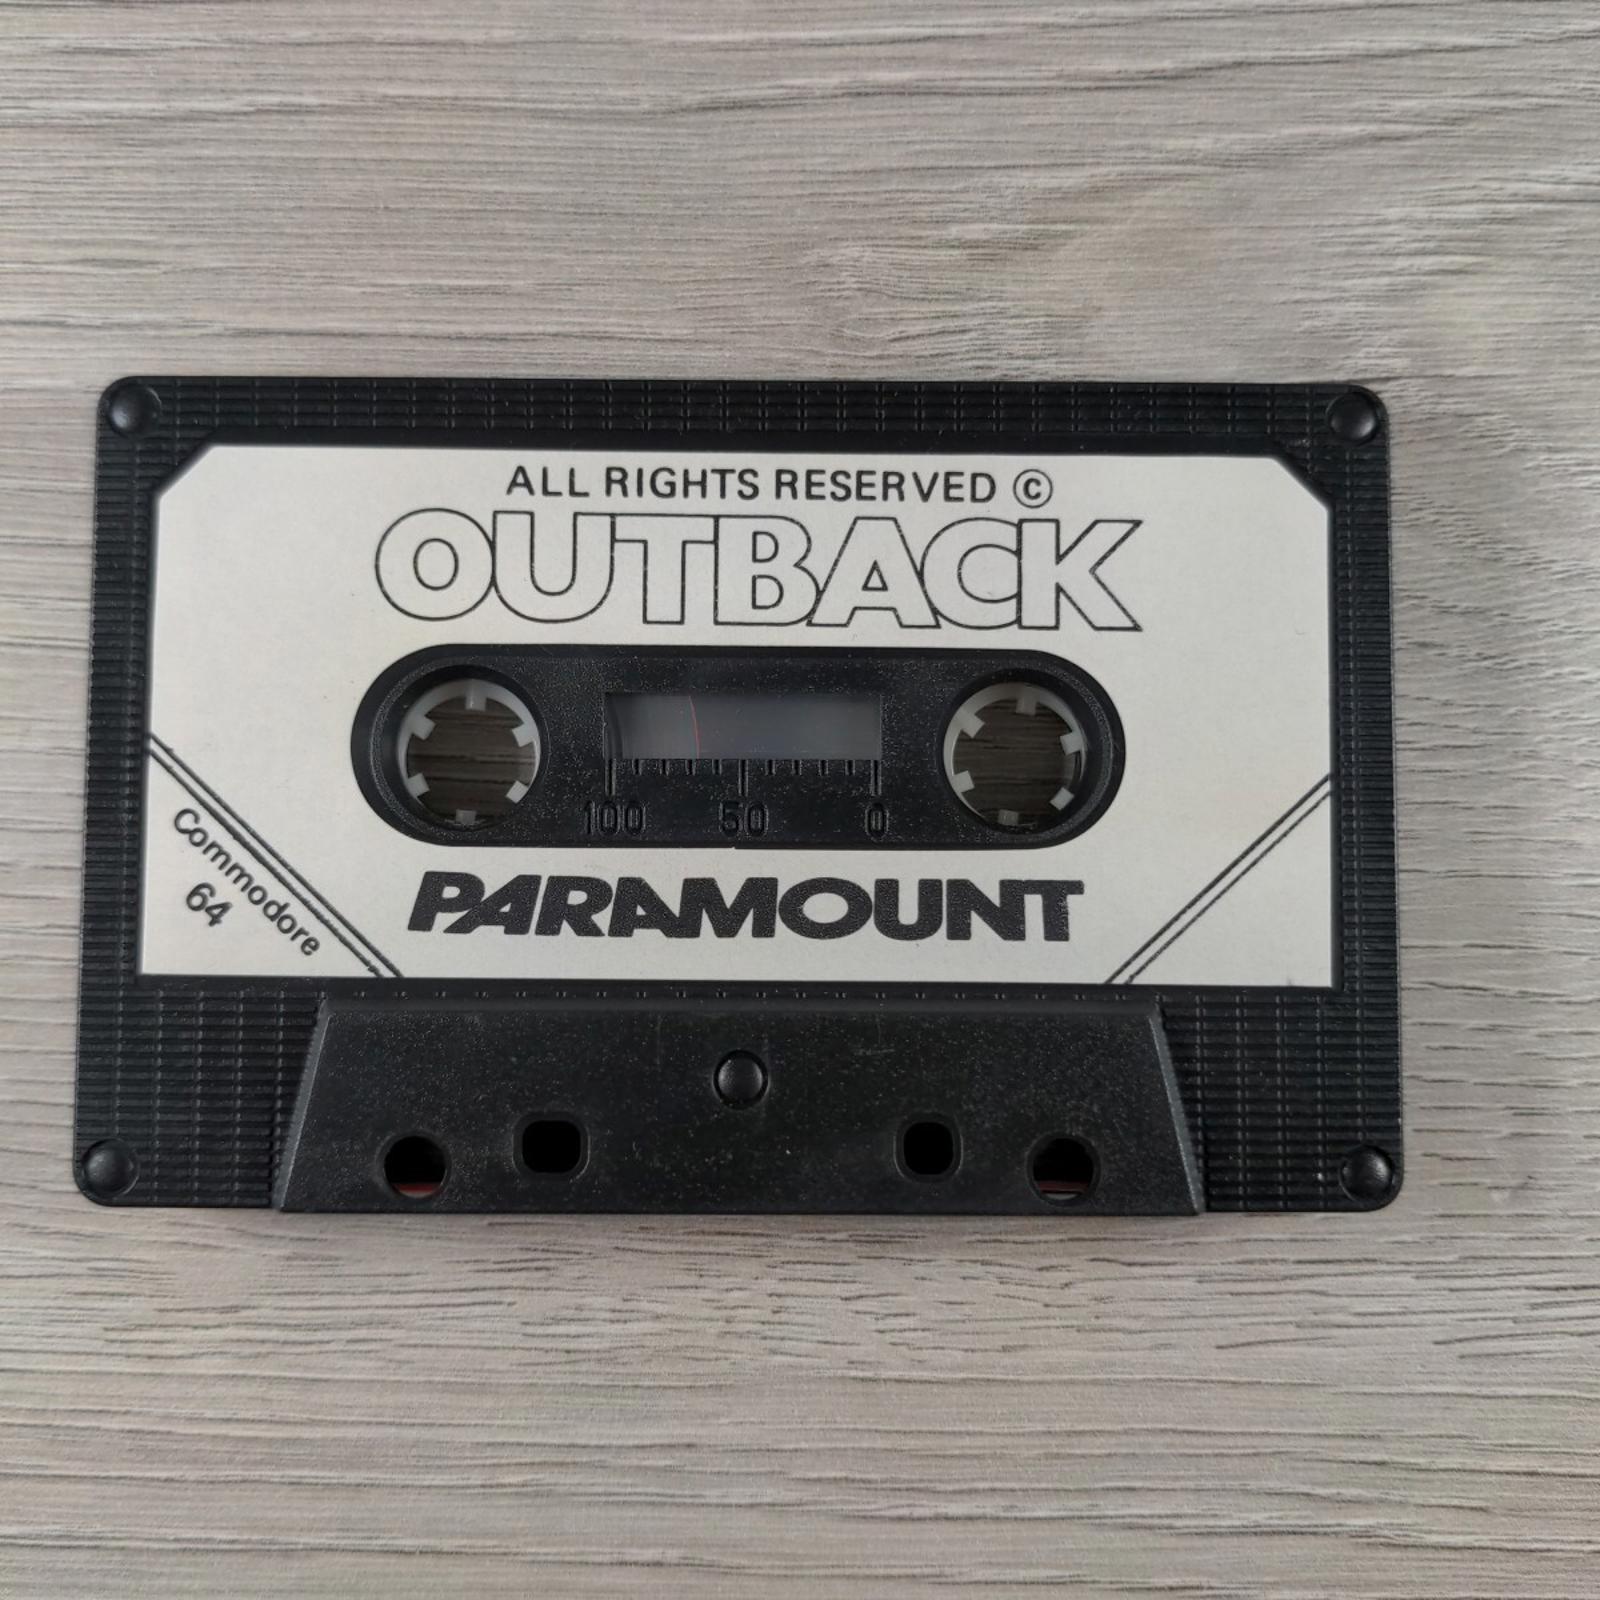 ALL RIGHTS RESERVED ©
OUTBACK
100 50 0
PARAMOUNT
Commodore
64